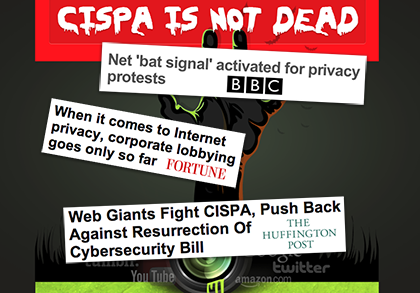 CISPA IS NOT DEAD
Net 'bat signal' activated for privacy
protests BBC
When it comes to Internet
privacy, corporate lobbying
goes only so far FORTUNE
Web Giants Fight CISPA, Push Back
Against Resurrection Of
Cybersecurity Bill
THE
HUFFINGTON
POST
twitter
tumblr.
YouTube
amazon.com